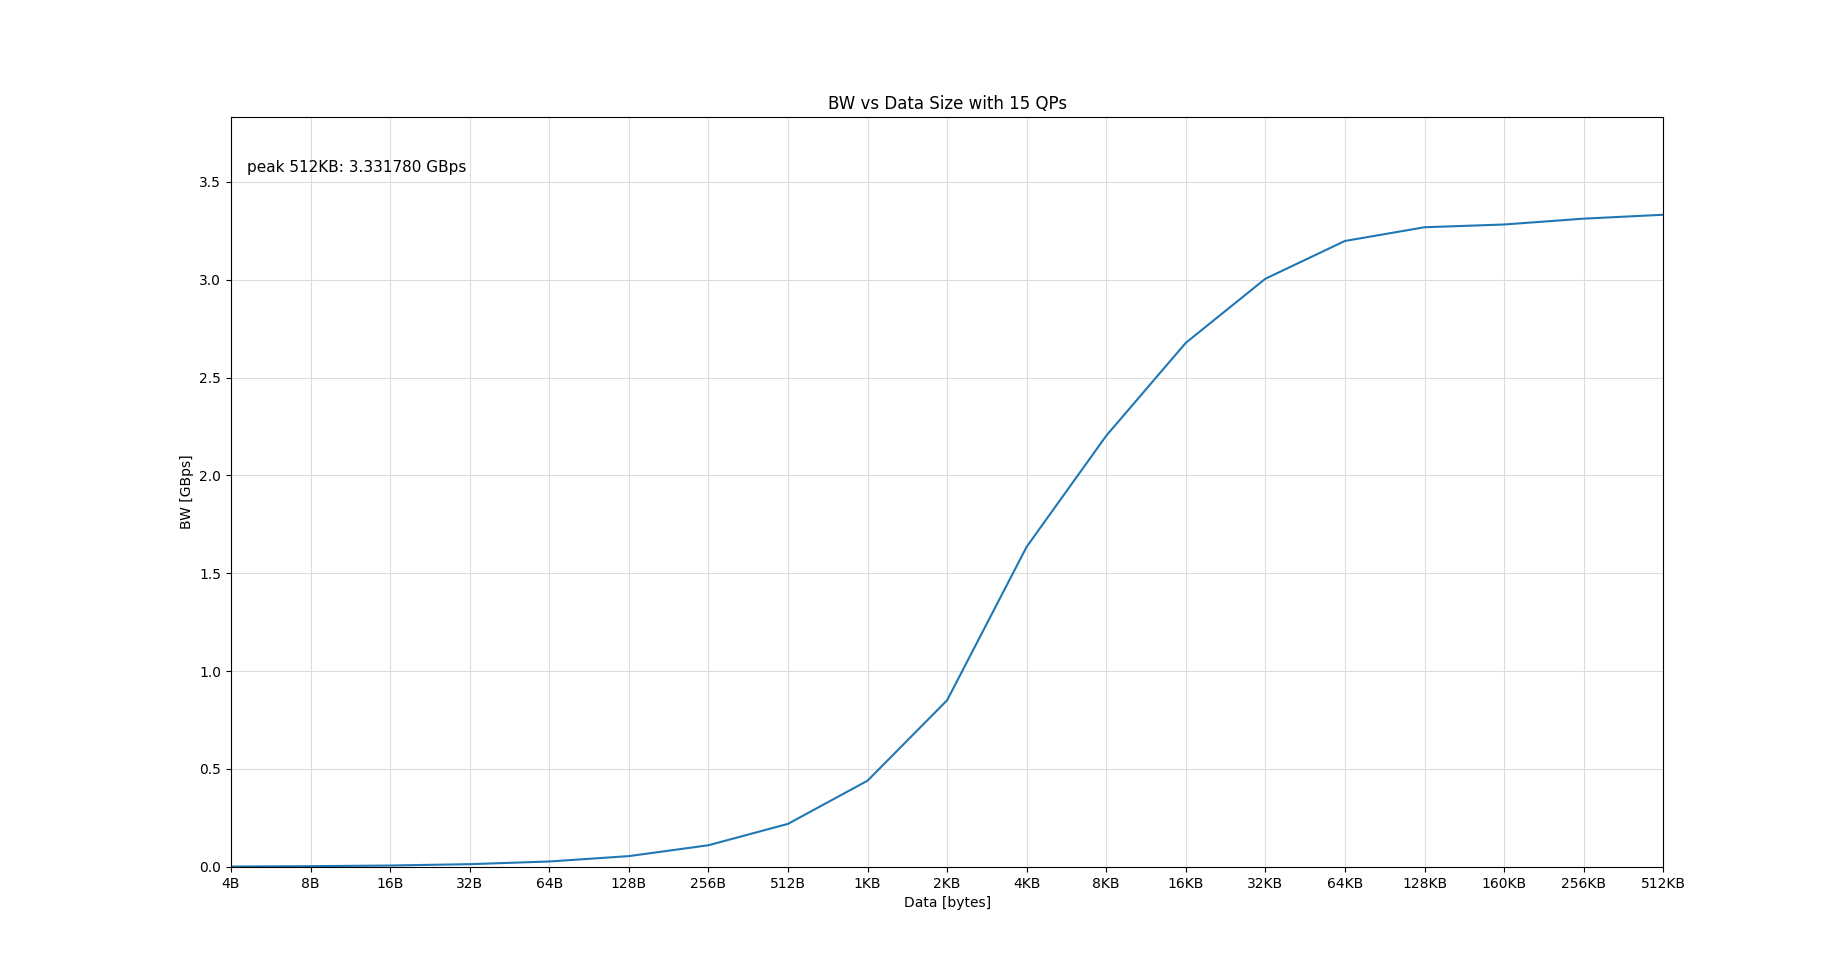 BW vs Data Size with 15 QPs
peak 512KB: 3.331780 GBps
3.5
3.0
2.5
2.0
1.5
1.0
0.5
0.0
BW [GBps]
4B 8B 16B 32B 64B 128B 256B 512B 1KB 2KB 4KB 8KB 16KB 32KB 64KB 128KB 160KB 256KB 512KB
Data [bytes]